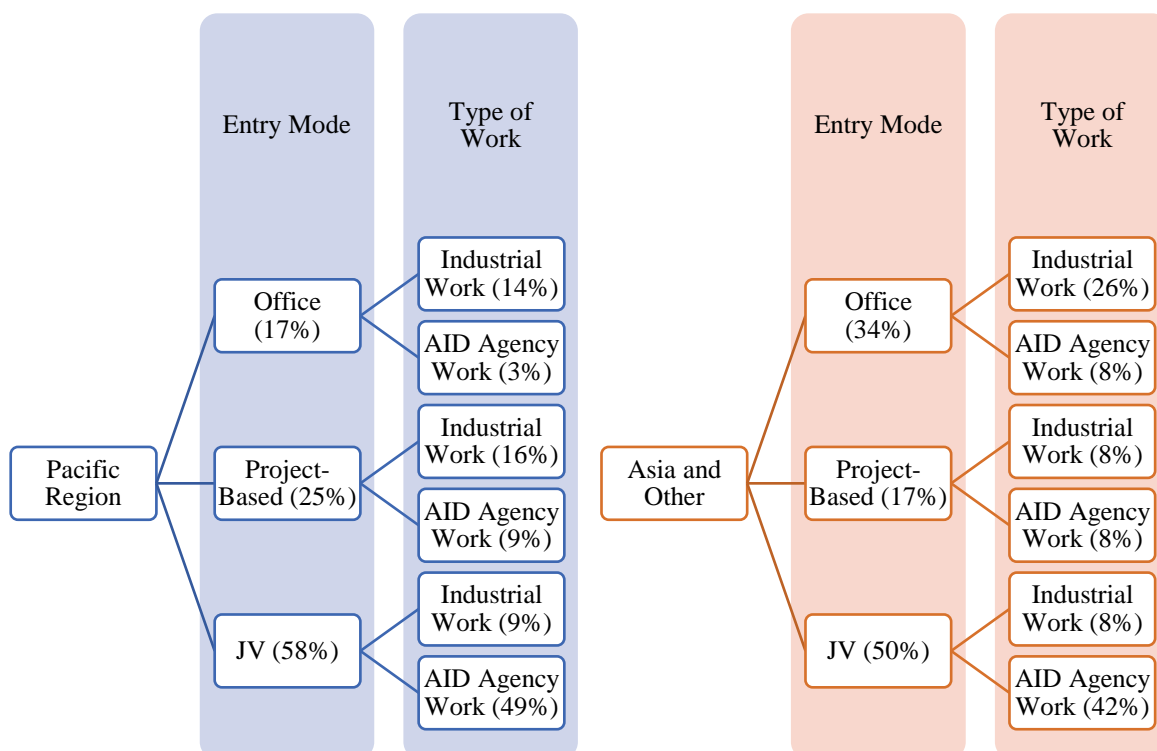 Entry Mode
Type of
Work
Pacific
Region
Office
(17%)
Industrial
Work (14%)
AID Agency
Work (3%)
Project-
Based (25%)
Industrial
Work (16%)
AID Agency
Work (9%)
JV (58%)
Industrial
Work (9%)
AID Agency
Work (49%)
Entry Mode
Type of
Work
Asia and
Other
Office
(34%)
Industrial
Work (26%)
AID Agency
Work (8%)
Project-
Based (17%)
Industrial
Work (8%)
AID Agency
Work (8%)
JV (50%)
Industrial
Work (8%)
AID Agency
Work (42%)